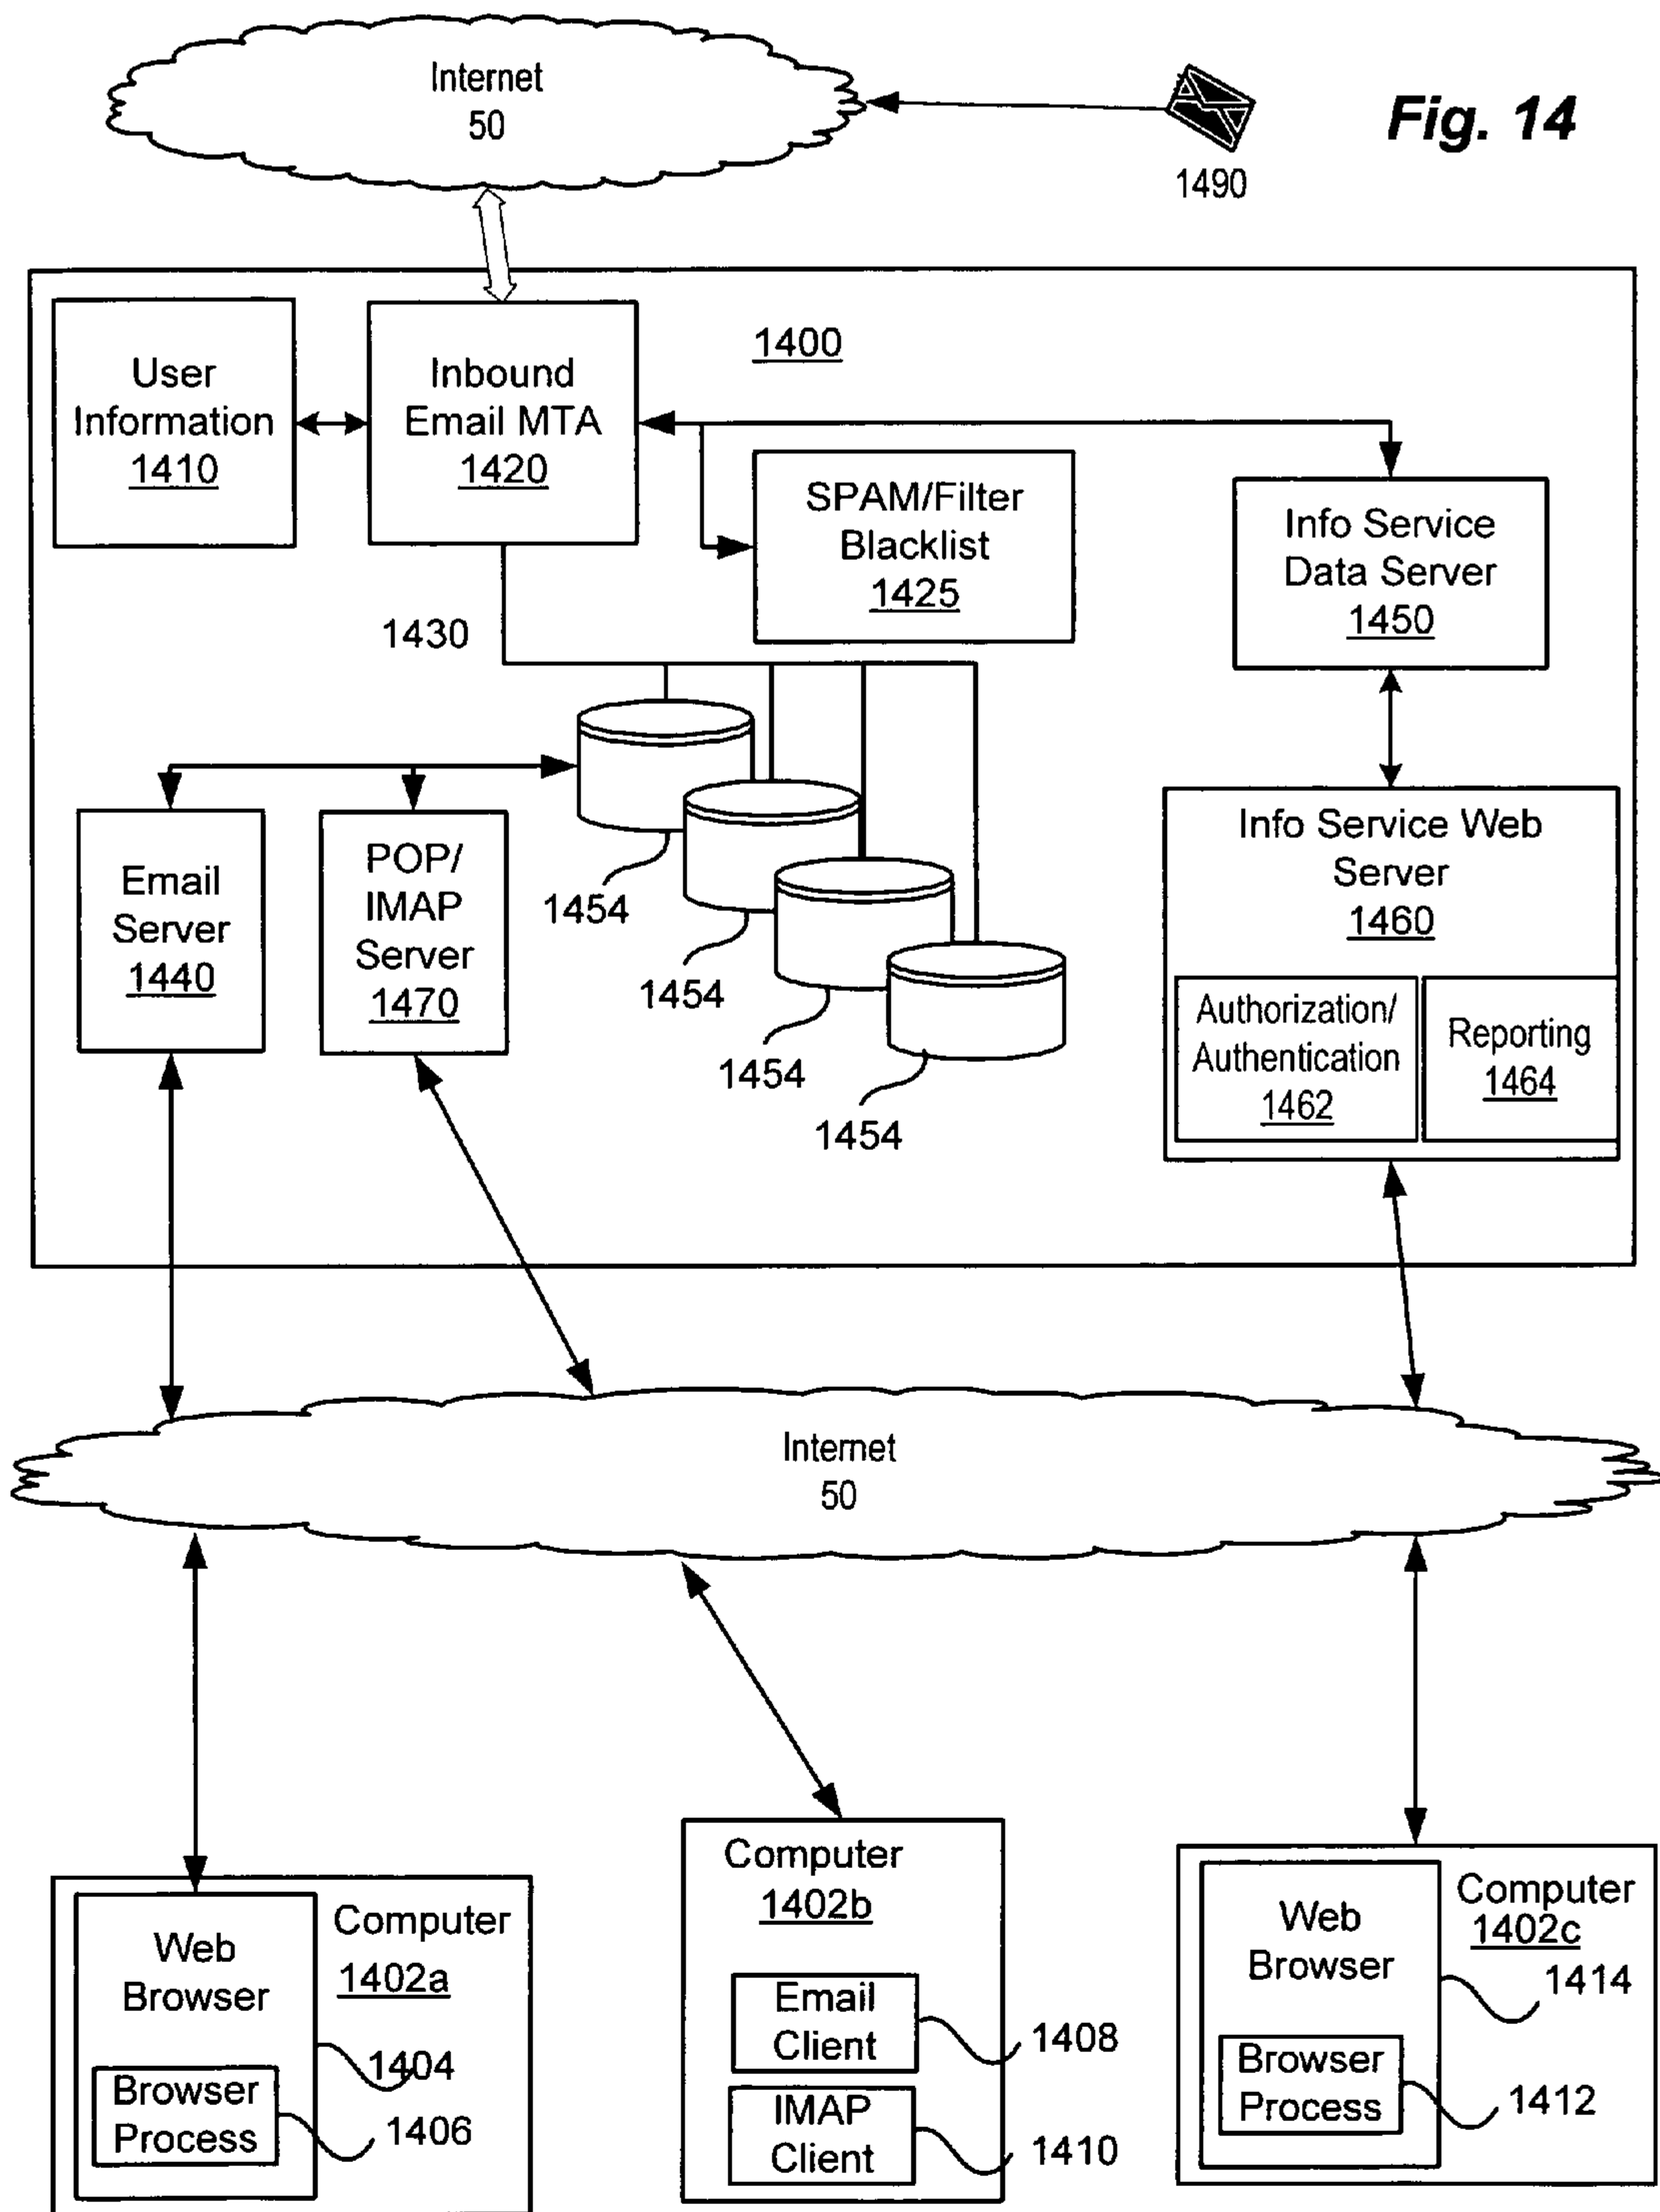 Internet
50
Fig. 14
1490
1400
User
Information
1410
Inbound
Email MTA
1420
SPAM/Filter
Blacklist
1425
Info Service
Data Server
1450
1430
Email
Server
1440
POP/
IMAP
Server
1470
1454
1454
1454
1454
Info Service Web
Server
1460
Authorization/
Authentication
1462
Reporting
1464
Internet
50
Computer
1402a
Web
Browser
1404
Browser
Process
1406
Computer
1402b
Email
Client
1408
IMAP
Client
1410
Computer
1402c
Web
Browser
1414
Browser
Process
1412